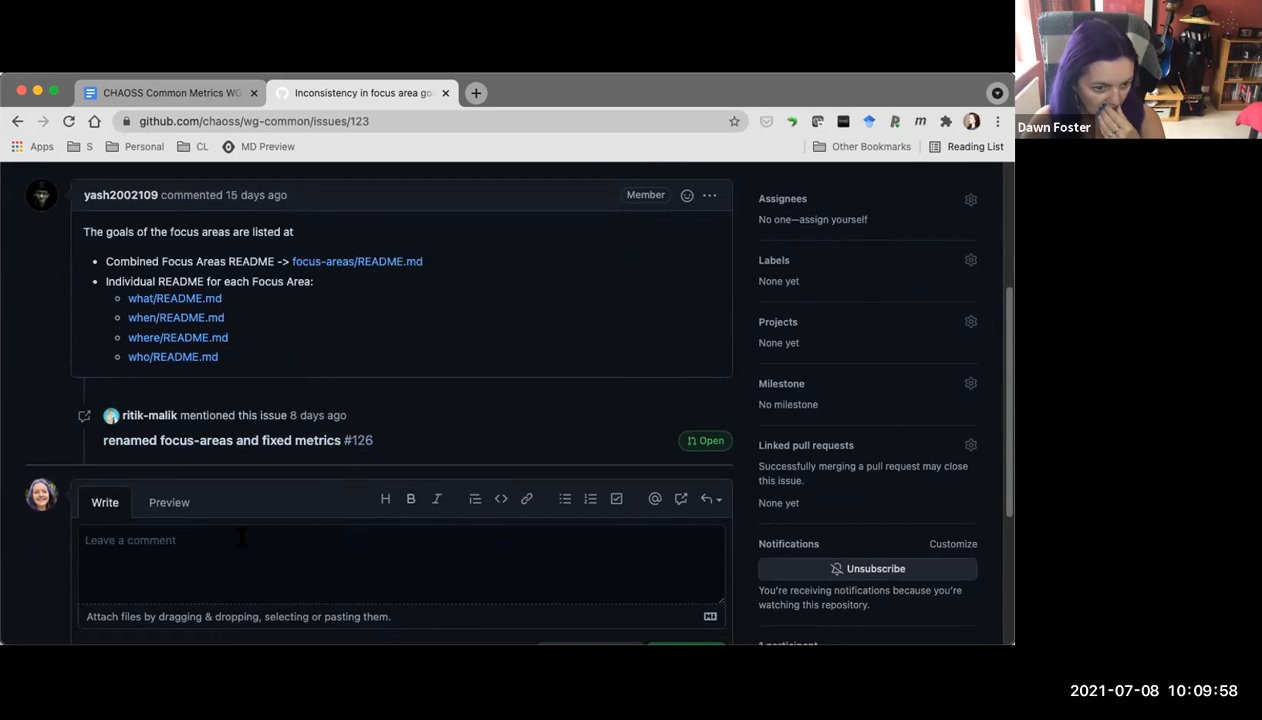 CHAOSS Common Metrics WG
Inconsistency in focus area go
github.com/chaoss/wg-common/issues/123
Apps
S
Personal
CL
MD Preview
Other Bookmarks
Reading List
yash2002109 commented 15 days ago
Member
The goals of the focus areas are listed at
• Combined Focus Areas README -> focus-areas/README.md
• Individual README for each Focus Area:
what/README.md
when/README.md
where/README.md
who/README.md
ritik-malik mentioned this issue 8 days ago
renamed focus-areas and fixed metrics #126
Open
Write
Preview
Leave a comment
Attach files by dragging & dropping, selecting or pasting them.
Assignees
No one—assign yourself
Labels
None yet
Projects
None yet
Milestone
No milestone
Linked pull requests
Successfully merging a pull request may close
this issue.
None yet
Notifications
Customize
Unsubscribe
You're receiving notifications because you're
watching this repository.
1 participant
Dawn Foster
2021-07-08 10:09:58